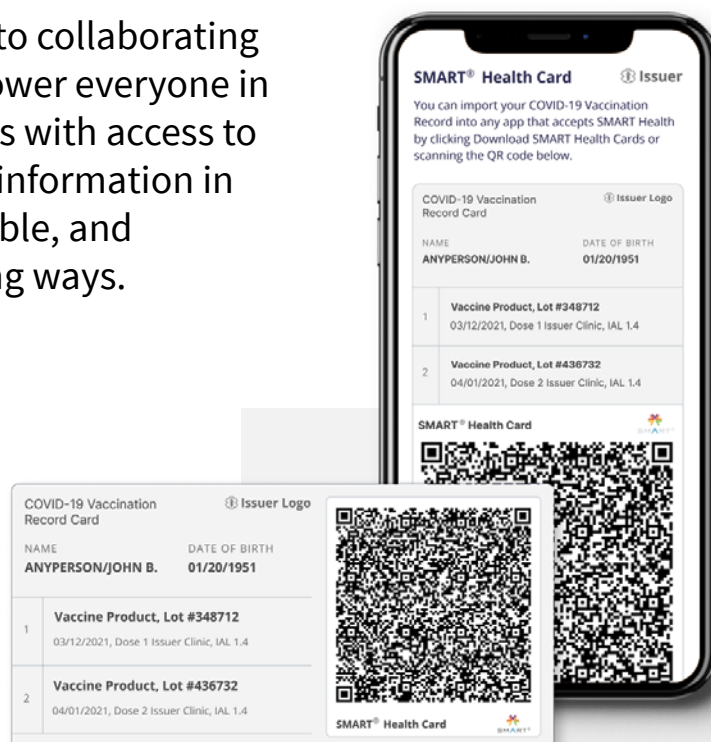 to collaborating
ower everyone in
s with access to
information in
ble, and
g ways.
SMART® Health Card
Issuer
You can import your COVID-19 Vaccination
Record into any app that accepts SMART Health
by clicking Download SMART Health Cards or
scanning the QR code below.
COVID-19 Vaccination
Record Card
Issuer Logo
NAME
DATE OF BIRTH
ANYPERSON/JOHN B.
01/20/1951
1
Vaccine Product, Lot #348712
03/12/2021, Dose 1 Issuer Clinic, IAL 1.4
2
Vaccine Product, Lot #436732
04/01/2021, Dose 2 Issuer Clinic, IAL 1.4
SMART® Health Card
SMART®
COVID-19 Vaccination
Record Card
Issuer Logo
NAME
DATE OF BIRTH
ANYPERSON/JOHN B.
01/20/1951
1
Vaccine Product, Lot #348712
03/12/2021, Dose 1 Issuer Clinic, IAL 1.4
2
Vaccine Product, Lot #436732
04/01/2021, Dose 2 Issuer Clinic, IAL 1.4
SMART® Health Card
SMART®